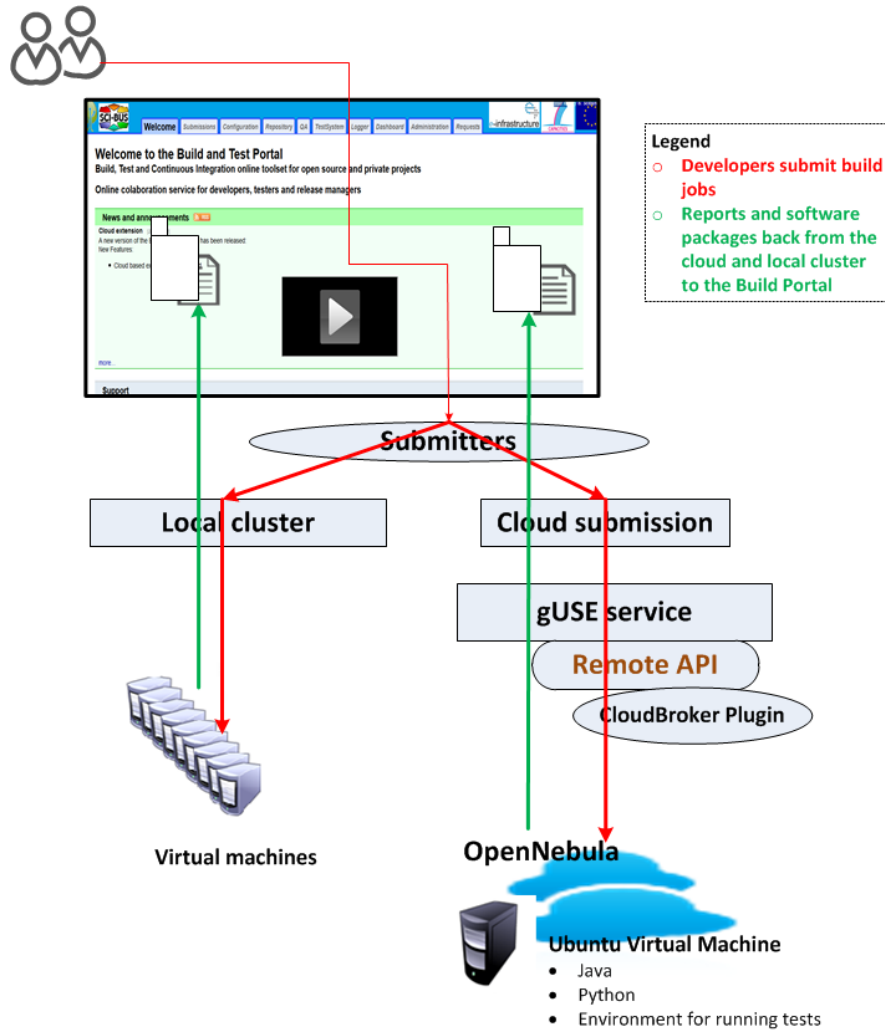 SCI-BUS
Welcome Submissions Configuration Repository QA TestSystem Logger Dashboard Administration Requests
e-infrastructure
Welcome to the Build and Test Portal
Build, Test and Continuous Integration online toolset for open source and private projects
Online colaboration service for developers, testers and release managers
News and announcements
Cloud extension
A new version of the has been released
New Features:
• Cloud based
more...
Support
Legend
Developers submit build
jobs
Reports and software
packages back from the
cloud and local cluster
to the Build Portal
Submitters
Local cluster
Cloud submission
gUSE service
Remote API
CloudBroker Plugin
Virtual machines
OpenNebula
Ubuntu Virtual Machine
• Java
• Python
• Environment for running tests